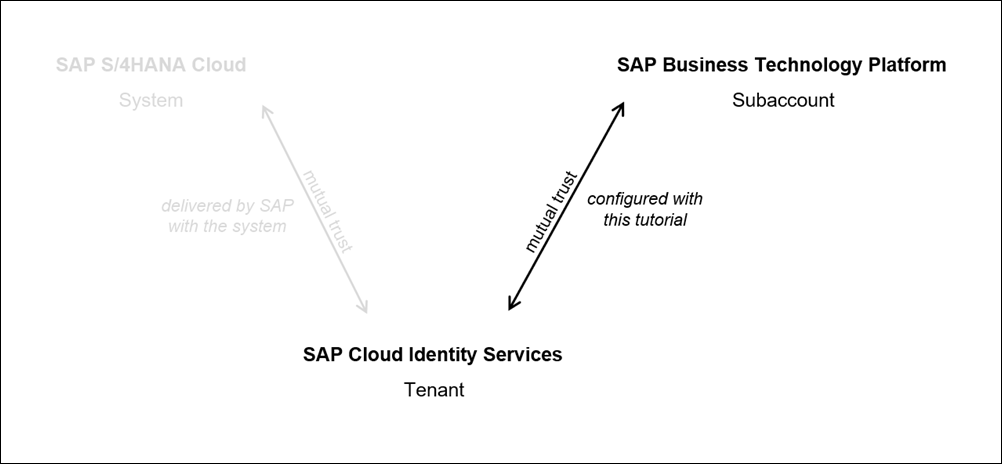 SAP S/4HANA Cloud
System
SAP Business Technology Platform
Subaccount
mutual trust
delivered by SAP
with the system
mutual trust
configured with
this tutorial
SAP Cloud Identity Services
Tenant